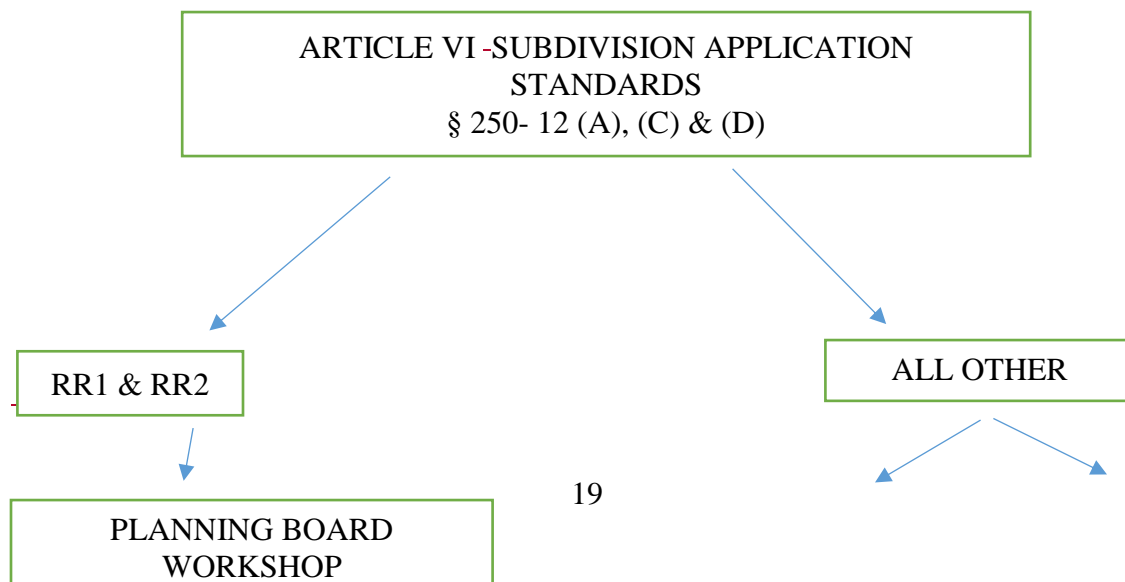 ARTICLE VI -SUBDIVISION APPLICATION
STANDARDS
§ 250- 12 (A), (C) & (D)
RR1 & RR2
ALL OTHER
19
PLANNING BOARD
WORKSHOP